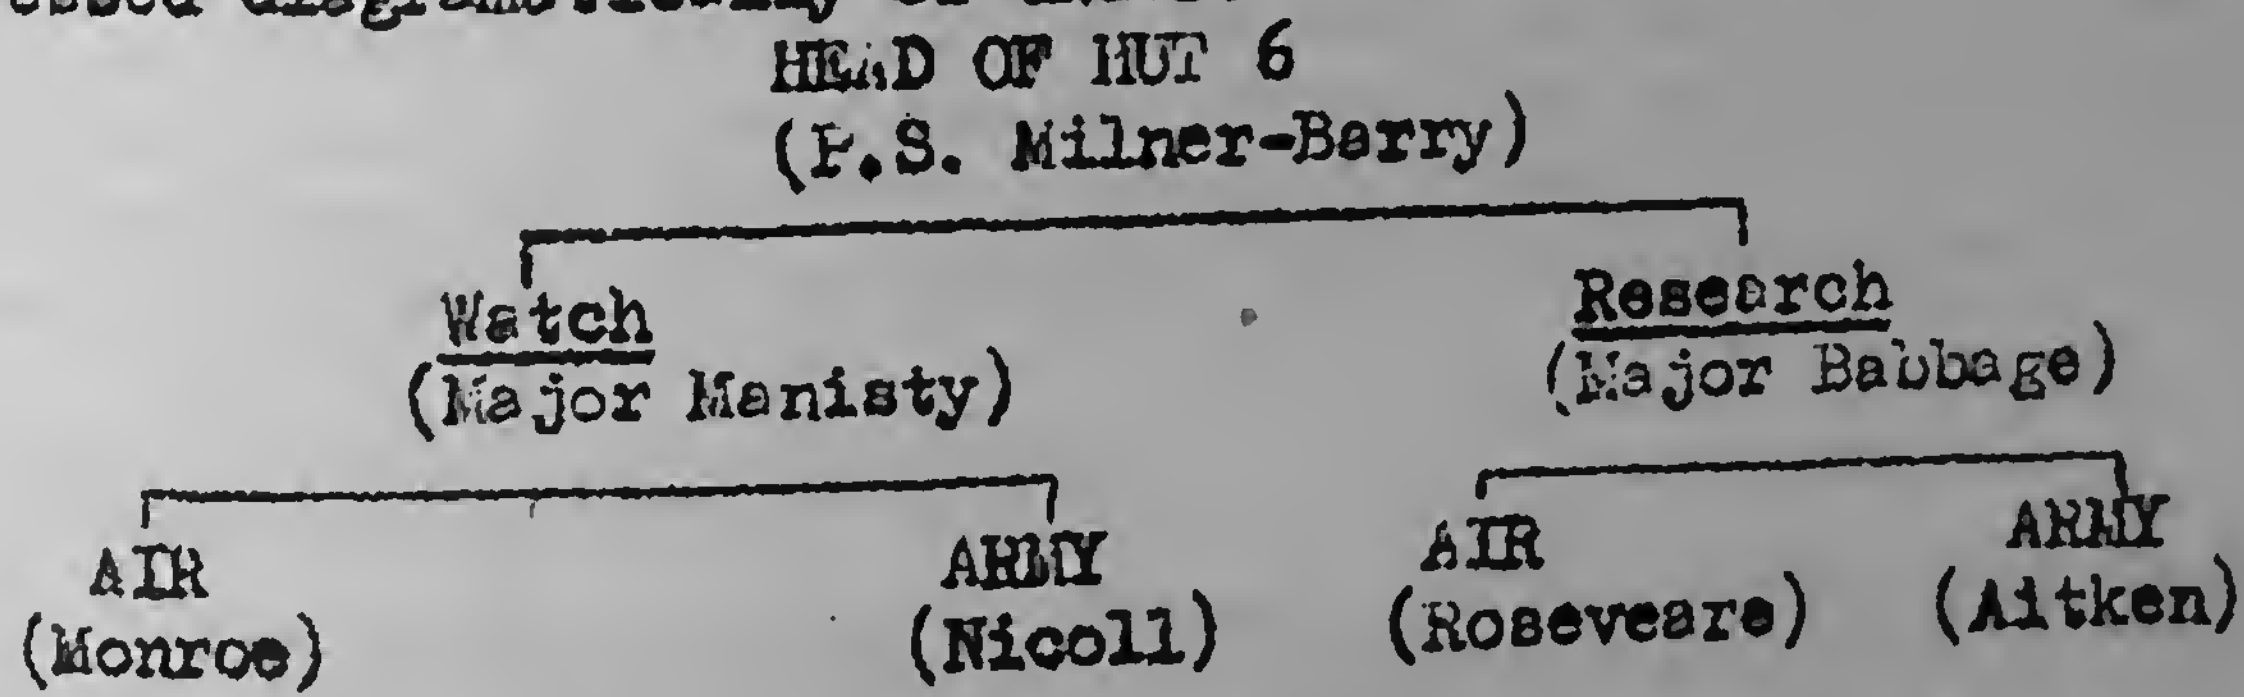 HEAD OF HUT 6
(P.S. Milner-Barry)
Watch
(Major Manisty)
Research
(Major Babbage)
AIR
(Monroe)
ARMY
(Nicoll)
AIR
(Roseveare)
ARMY
(Aitken)